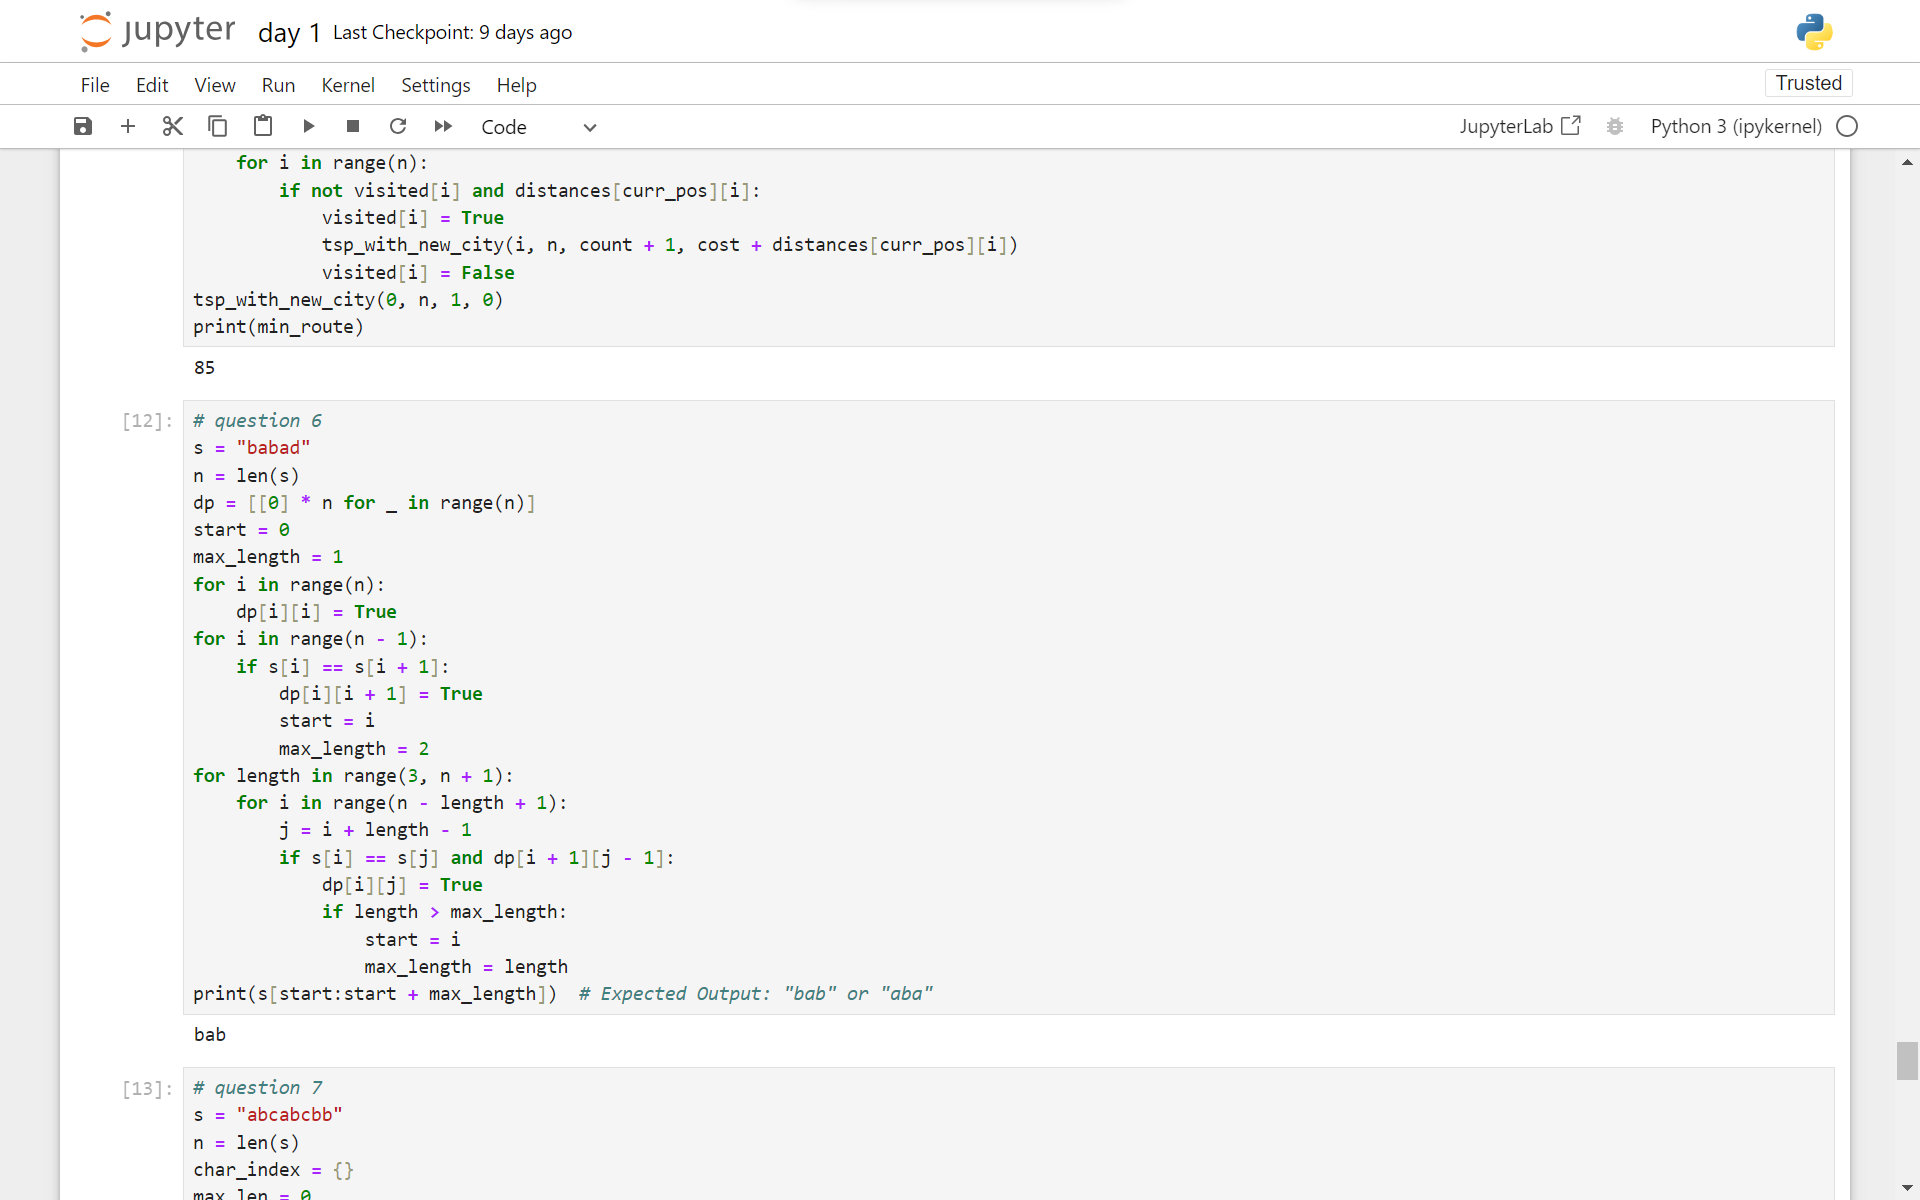 jupyter day 1 Last Checkpoint: 9 days ago
File Edit View Run Kernel Settings Help Trusted
Code JupyterLab Python 3 (ipykernel)
    for i in range(n):
        if not visited[i] and distances[curr_pos][i]:
            visited[i] = True
            tsp_with_new_city(i, n, count + 1, cost + distances[curr_pos][i])
            visited[i] = False
tsp_with_new_city(0, n, 1, 0)
print(min_route)
85
[12]: # question 6
s = "babad"
n = len(s)
dp = [[0] * n for _ in range(n)]
start = 0
max_length = 1
for i in range(n):
    dp[i][i] = True
for i in range(n - 1):
    if s[i] == s[i + 1]:
        dp[i][i + 1] = True
        start = i
        max_length = 2
for length in range(3, n + 1):
    for i in range(n - length + 1):
        j = i + length - 1
        if s[i] == s[j] and dp[i + 1][j - 1]:
            dp[i][j] = True
            if length > max_length:
                start = i
                max_length = length
print(s[start:start + max_length])  # Expected Output: "bab" or "aba"
bab
[13]: # question 7
s = "abcabcbb"
n = len(s)
char_index = {}
max_len = 0